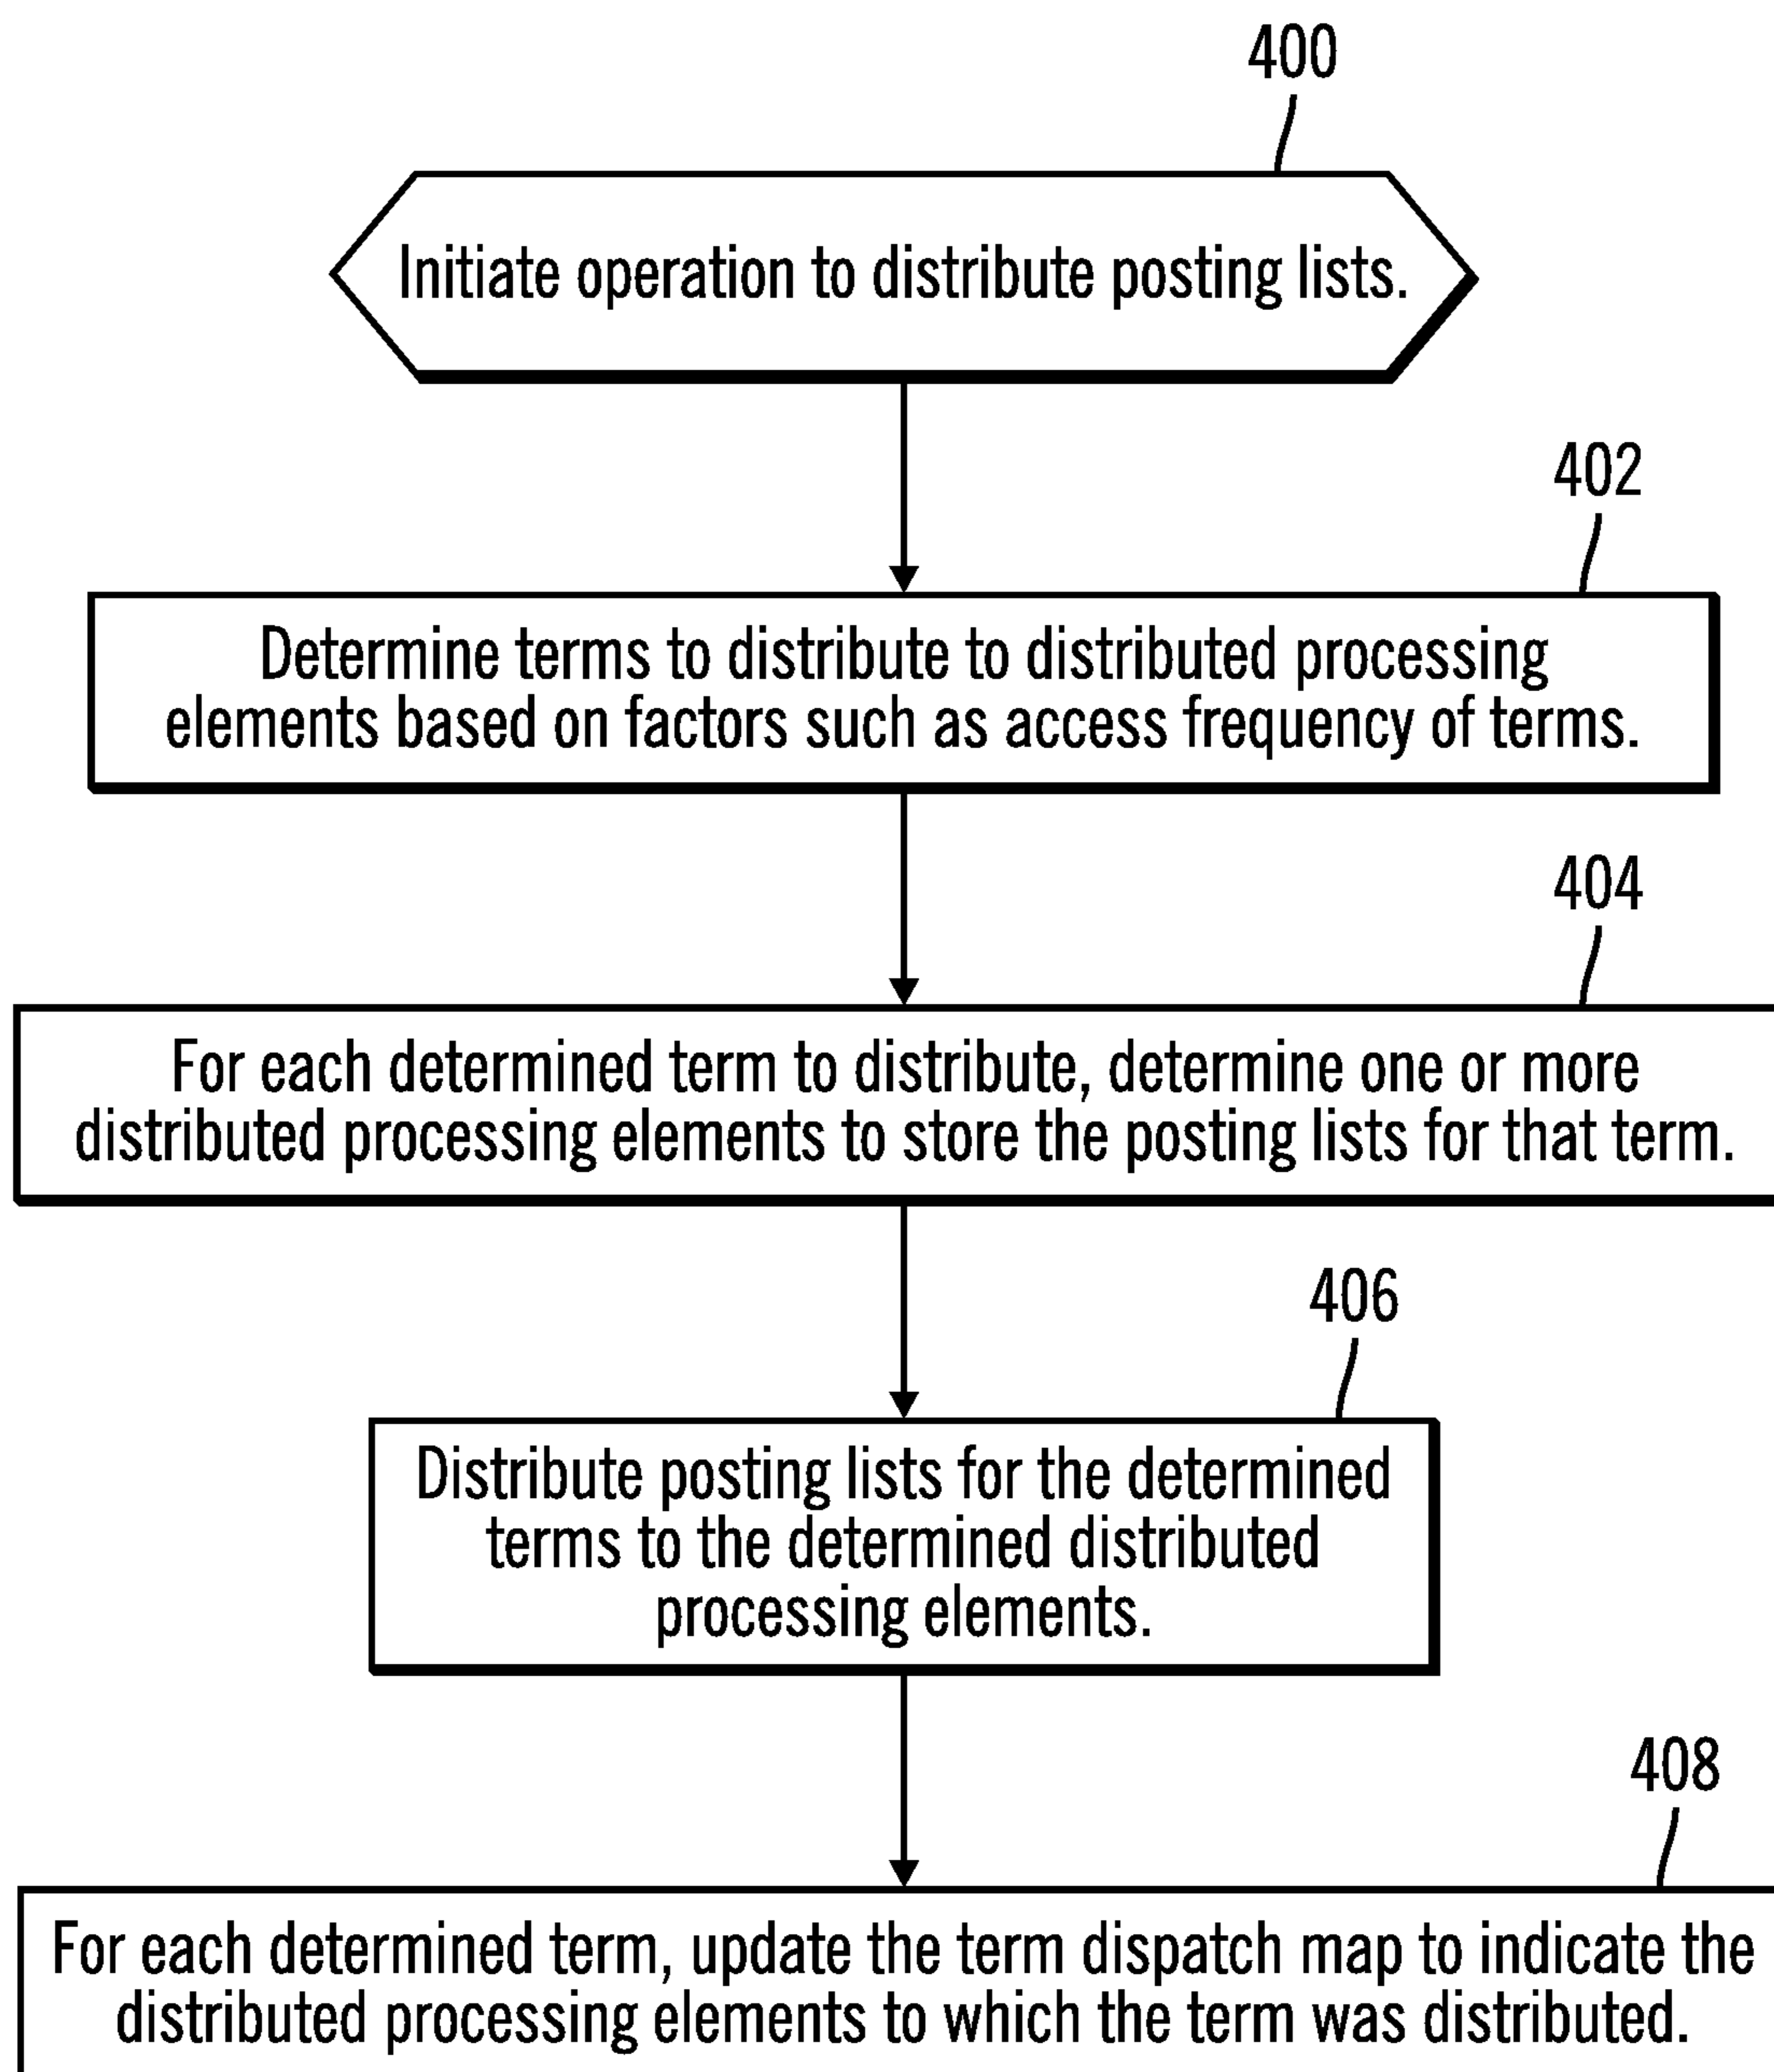 400
Initiate operation to distribute posting lists.
402
Determine terms to distribute to distributed processing
elements based on factors such as access frequency of terms.
404
For each determined term to distribute, determine one or more
distributed processing elements to store the posting lists for that term.
406
Distribute posting lists for the determined
terms to the determined distributed
processing elements.
408
For each determined term, update the term dispatch map to indicate the
distributed processing elements to which the term was distributed.